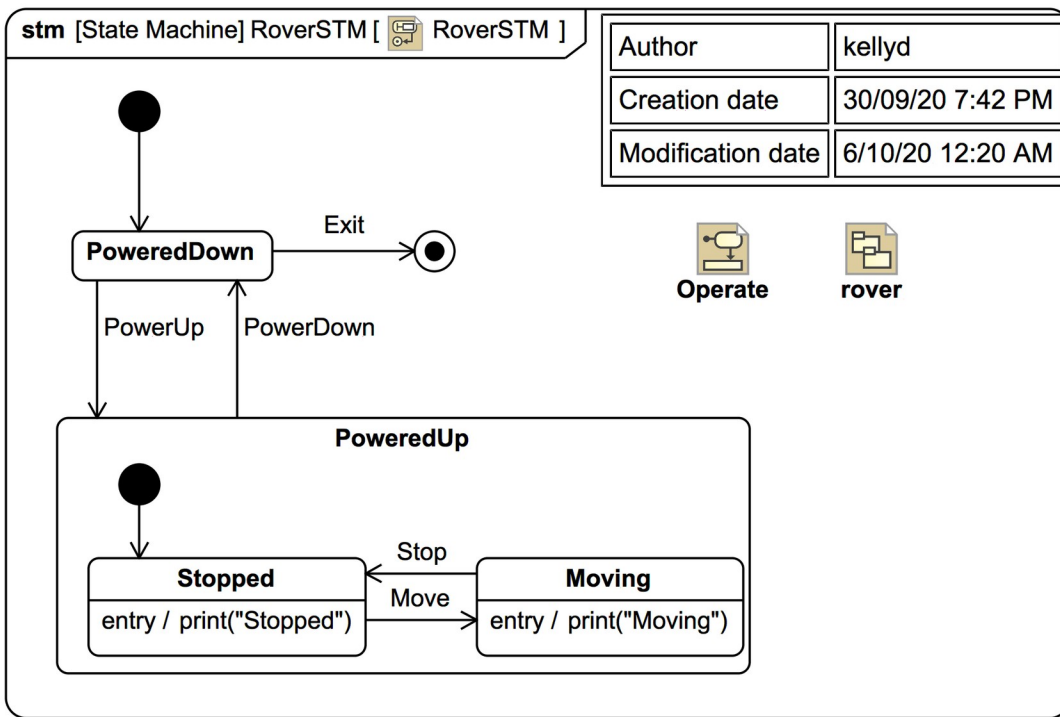 stm [State Machine] RoverSTM [ RoverSTM ]
Author kellyd
Creation date 30/09/20 7:42 PM
Modification date 6/10/20 12:20 AM
Exit
PoweredDown
Operate rover
PowerUp PowerDown
PoweredUp
Stop
Stopped Moving
Move
entry / print("Stopped") entry / print("Moving")